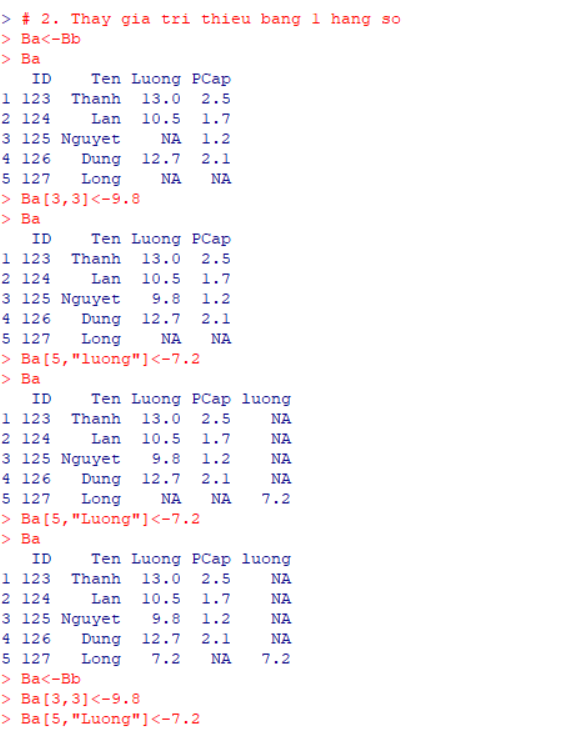 > # 2. Thay gia tri thieu bang 1 hang so
> Ba<-Bb
> Ba
   ID     Ten Luong PCap
1 123   Thanh  13.0  2.5
2 124     Lan  10.5  1.7
3 125 Nguyet    NA  1.2
4 126    Dung  12.7  2.1
5 127    Long    NA   NA
> Ba[3,3]<-9.8
> Ba
   ID     Ten Luong PCap
1 123   Thanh  13.0  2.5
2 124     Lan  10.5  1.7
3 125 Nguyet   9.8  1.2
4 126    Dung  12.7  2.1
5 127    Long    NA   NA
> Ba[5,"luong"]<-7.2
> Ba
   ID     Ten Luong PCap luong
1 123   Thanh  13.0  2.5    NA
2 124     Lan  10.5  1.7    NA
3 125 Nguyet   9.8  1.2    NA
4 126    Dung  12.7  2.1    NA
5 127    Long    NA   NA   7.2
> Ba[5,"Luong"]<-7.2
> Ba
   ID     Ten Luong PCap luong
1 123   Thanh  13.0  2.5    NA
2 124     Lan  10.5  1.7    NA
3 125 Nguyet   9.8  1.2    NA
4 126    Dung  12.7  2.1    NA
5 127    Long   7.2   NA   7.2
> Ba<-Bb
> Ba[3,3]<-9.8
> Ba[5,"Luong"]<-7.2